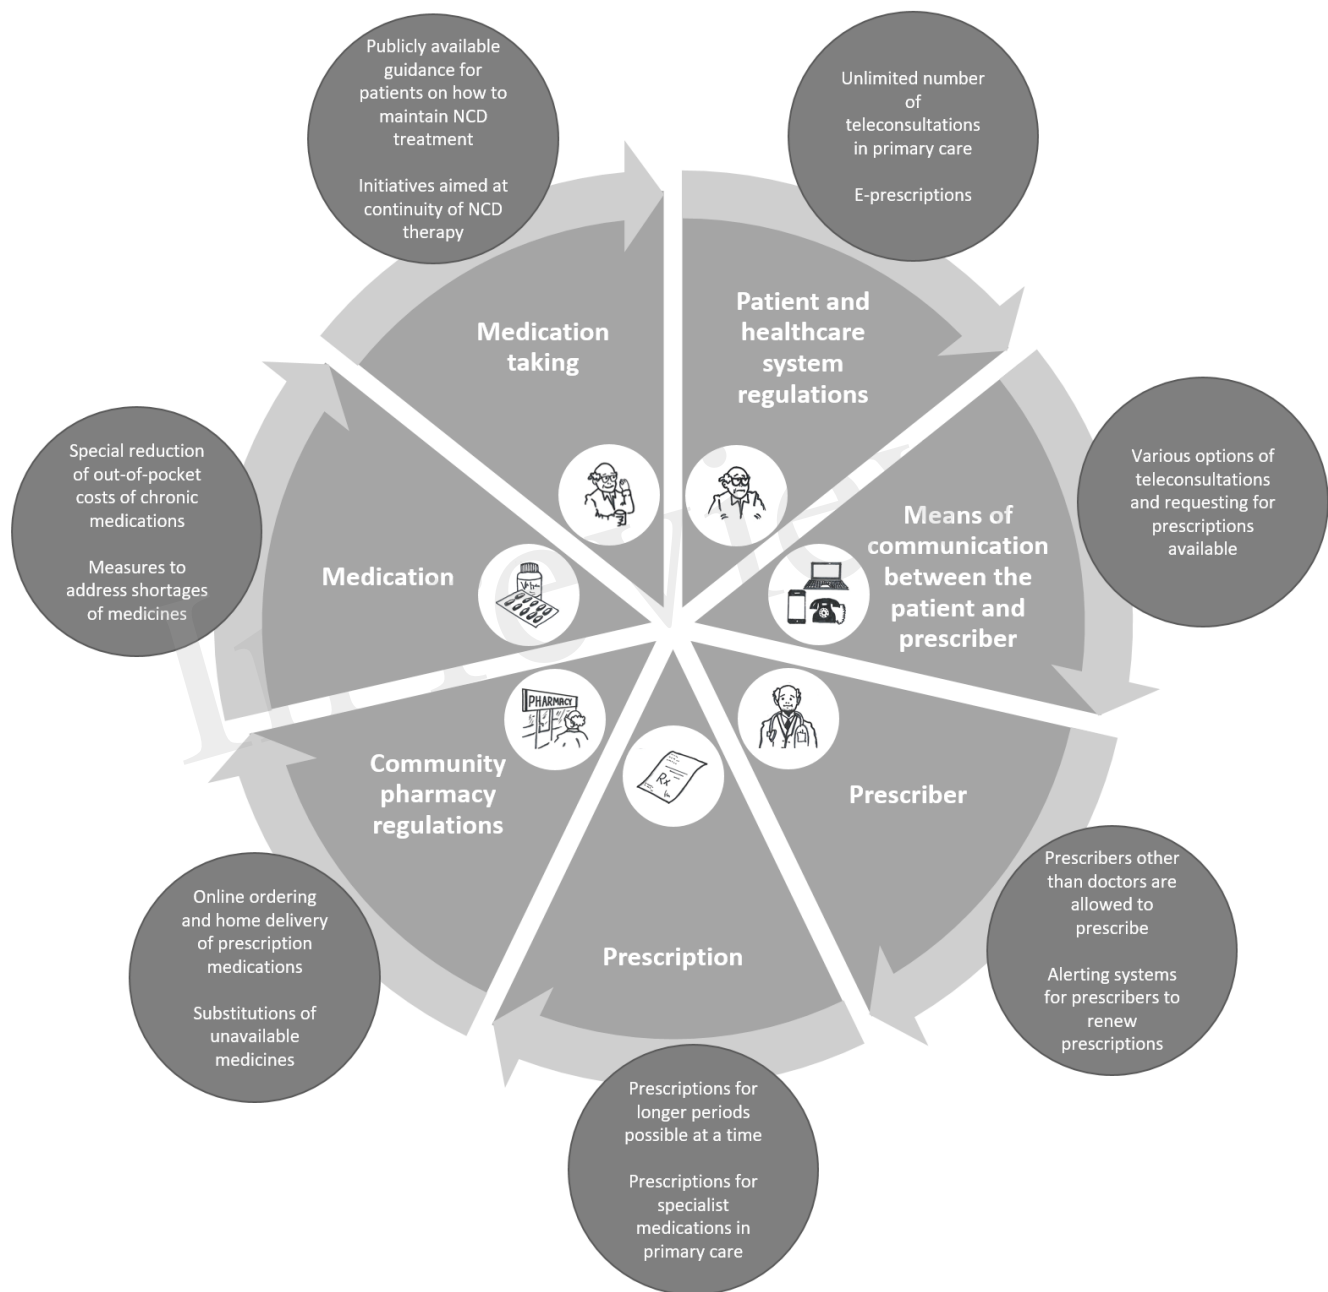 Publicly available
guidance for
patients on how to
maintain NCD
treatment
Initiatives aimed at
continuity of NCD
therapy
Unlimited number
of
teleconsultations
in primary care
E-prescriptions
Medication
taking
Patient and
healthcare
system
regulations
Special reduction
of out-of-pocket
costs of chronic
medications
Measures to
address shortages
of medicines
Medication
Means of
communication
between the
patient and
prescriber
Various options of
teleconsultations
and requesting for
prescriptions
available
In review
PHARMACY
Rx
Community
pharmacy
regulations
Prescriber
Prescription
Online ordering
and home delivery
of prescription
medications
Substitutions of
unavailable
medicines
Prescribers other
than doctors are
allowed to
prescribe
Alerting systems
for prescribers to
renew
prescriptions
Prescriptions for
longer periods
possible at a time
Prescriptions for
specialist
medications in
primary care